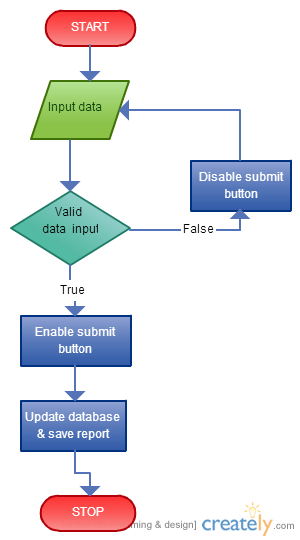 START
Input data
Disable submit
button
Valid
data input
False
True
Enable submit
button
Update database
& save report
STOP
& design]
creately.com